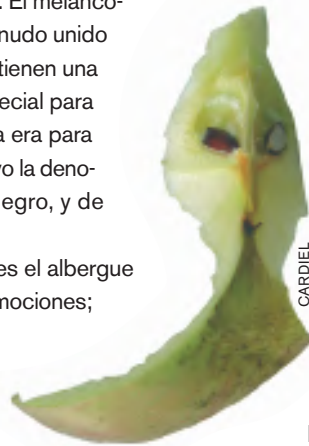 . El melanco-
nudo unido
tienen una
ecial para
a era para
vo la deno-
egro, y de
es el albergue
mociones;
CARDIEL